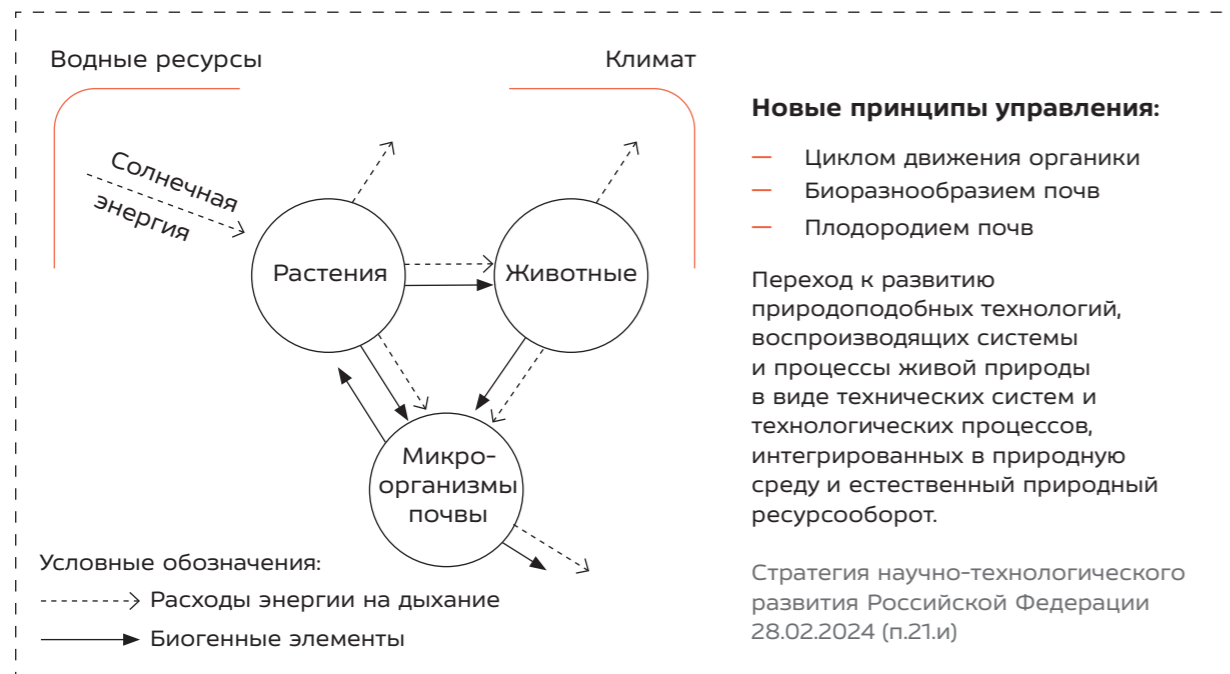 Водные ресурсы
Климат
Солнечная
энергия
Растения
Животные
Микро-
организмы
почвы
Условные обозначения:
Расходы энергии на дыхание
Биогенные элементы
Новые принципы управления:
— Циклом движения органики
— Биоразнообразием почв
— Плодородием почв
Переход к развитию
природоподобных технологий,
воспроизводящих системы
и процессы живой природы
в виде технических систем и
технологических процессов,
интегрированных в природную
среду и естественный природный
ресурсооборот.
Стратегия научно-технологического
развития Российской Федерации
28.02.2024 (п.21.и)